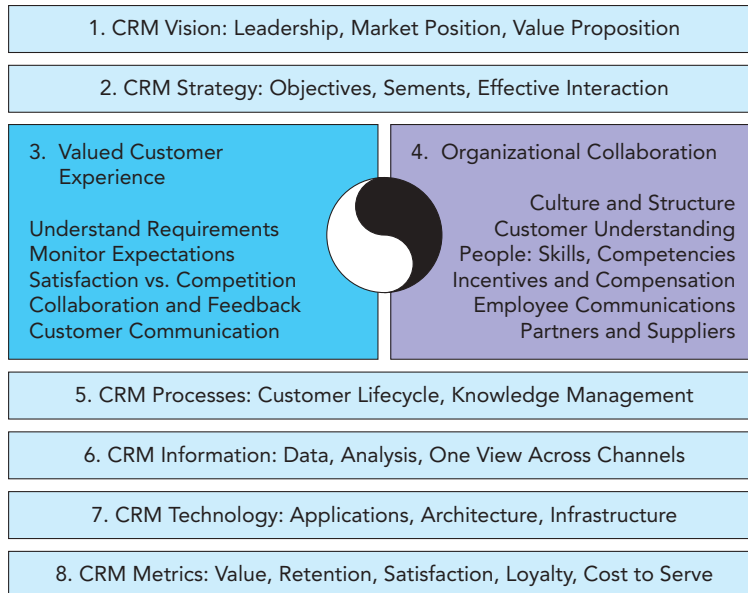 1. CRM Vision: Leadership, Market Position, Value Proposition
2. CRM Strategy: Objectives, Sements, Effective Interaction
3. Valued Customer
Experience
Understand Requirements
Monitor Expectations
Satisfaction vs. Competition
Collaboration and Feedback
Customer Communication
4. Organizational Collaboration
Culture and Structure
Customer Understanding
People: Skills, Competencies
Incentives and Compensation
Employee Communications
Partners and Suppliers
5. CRM Processes: Customer Lifecycle, Knowledge Management
6. CRM Information: Data, Analysis, One View Across Channels
7. CRM Technology: Applications, Architecture, Infrastructure
8. CRM Metrics: Value, Retention, Satisfaction, Loyalty, Cost to Serve